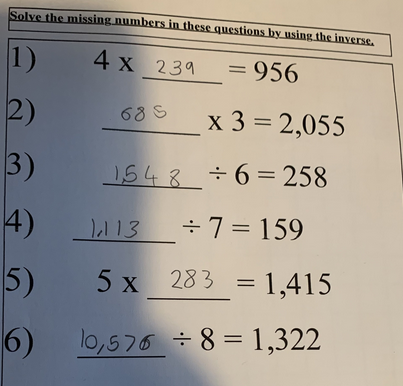 Solve the missing numbers in these questions by using the inverse.
1) 4 x 239 = 956
2) 685 x 3 = 2,055
3) 1,548 ÷ 6 = 258
4) 1,113 ÷ 7 = 159
5) 5 x 283 = 1,415
6) 10,576 ÷ 8 = 1,322